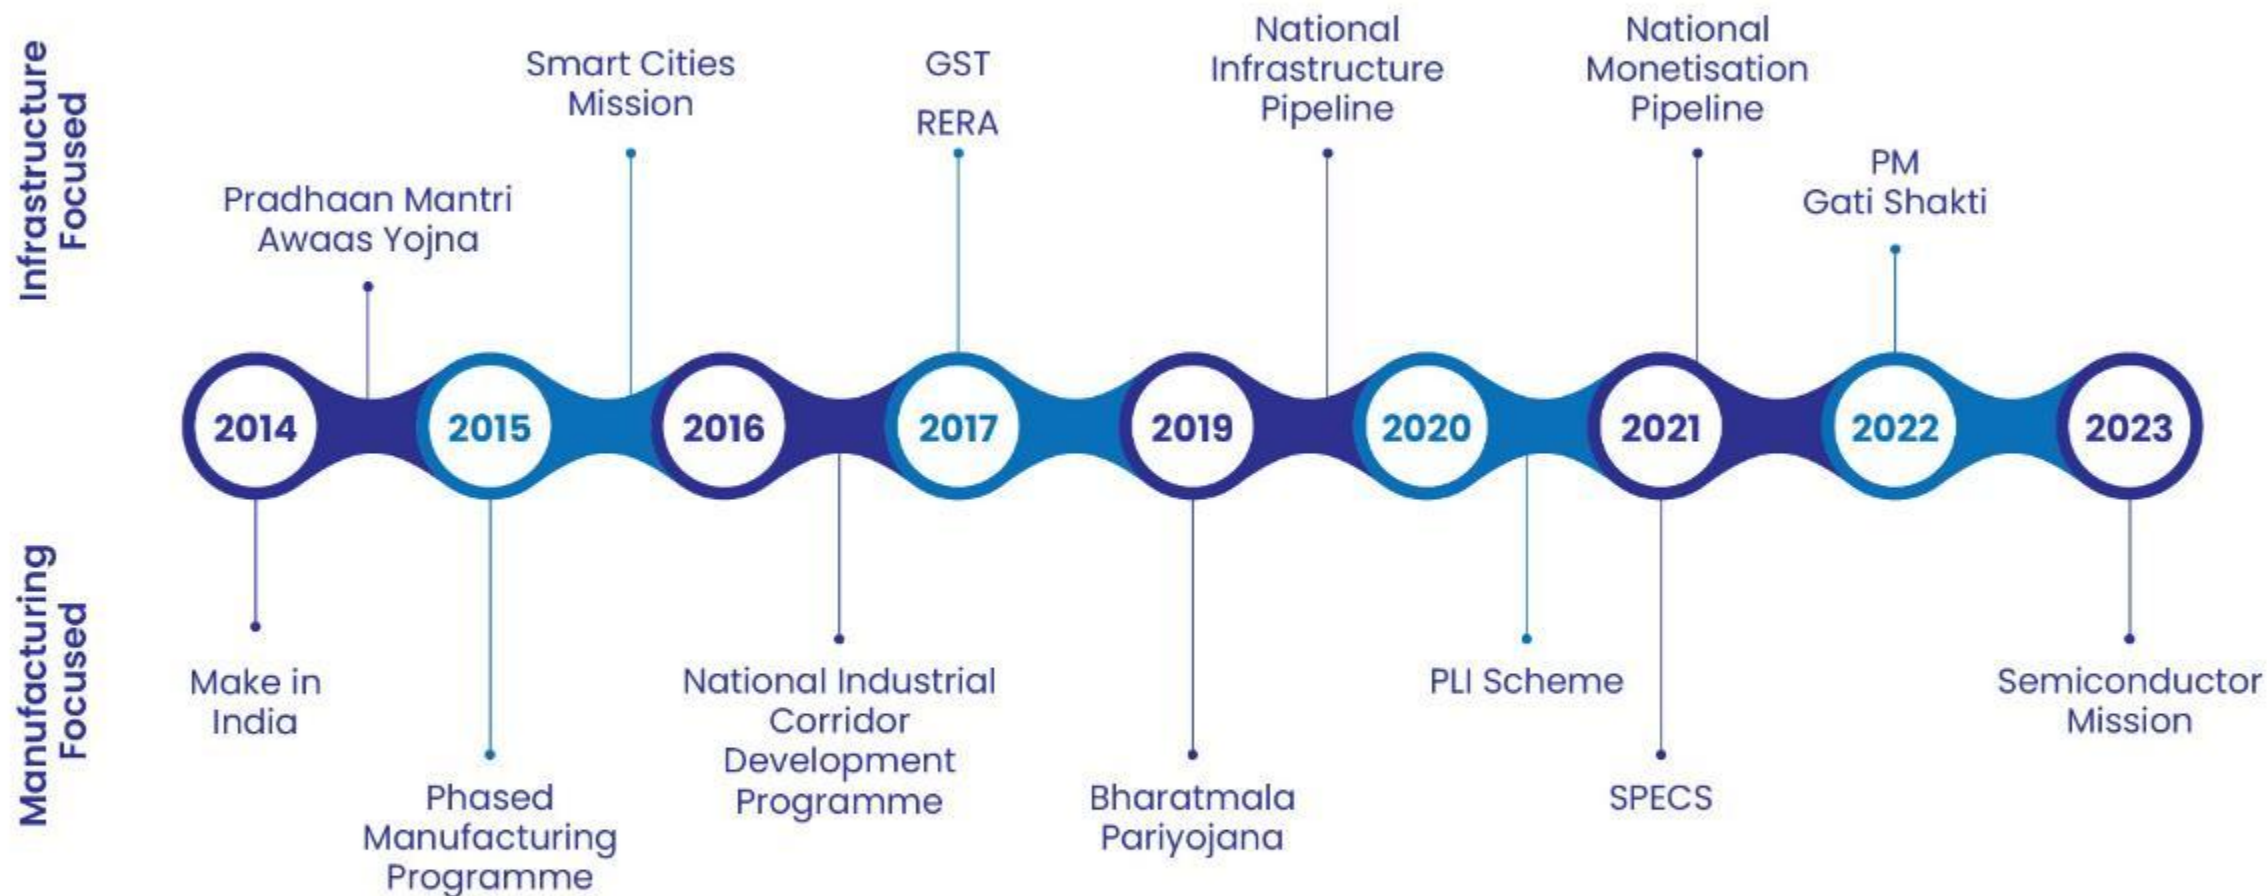 Infrastructure
Focused
Pradhaan Mantri
Awaas Yojna
Smart Cities
Mission
GST
RERA
National
Infrastructure
Pipeline
National
Monetisation
Pipeline
PM
Gati Shakti
2014
2015
2016
2017
2019
2020
2021
2022
2023
Manufacturing
Focused
Make in
India
Phased
Manufacturing
Programme
National Industrial
Corridor
Development
Programme
Bharatmala
Pariyojana
PLI Scheme
SPECS
Semiconductor
Mission